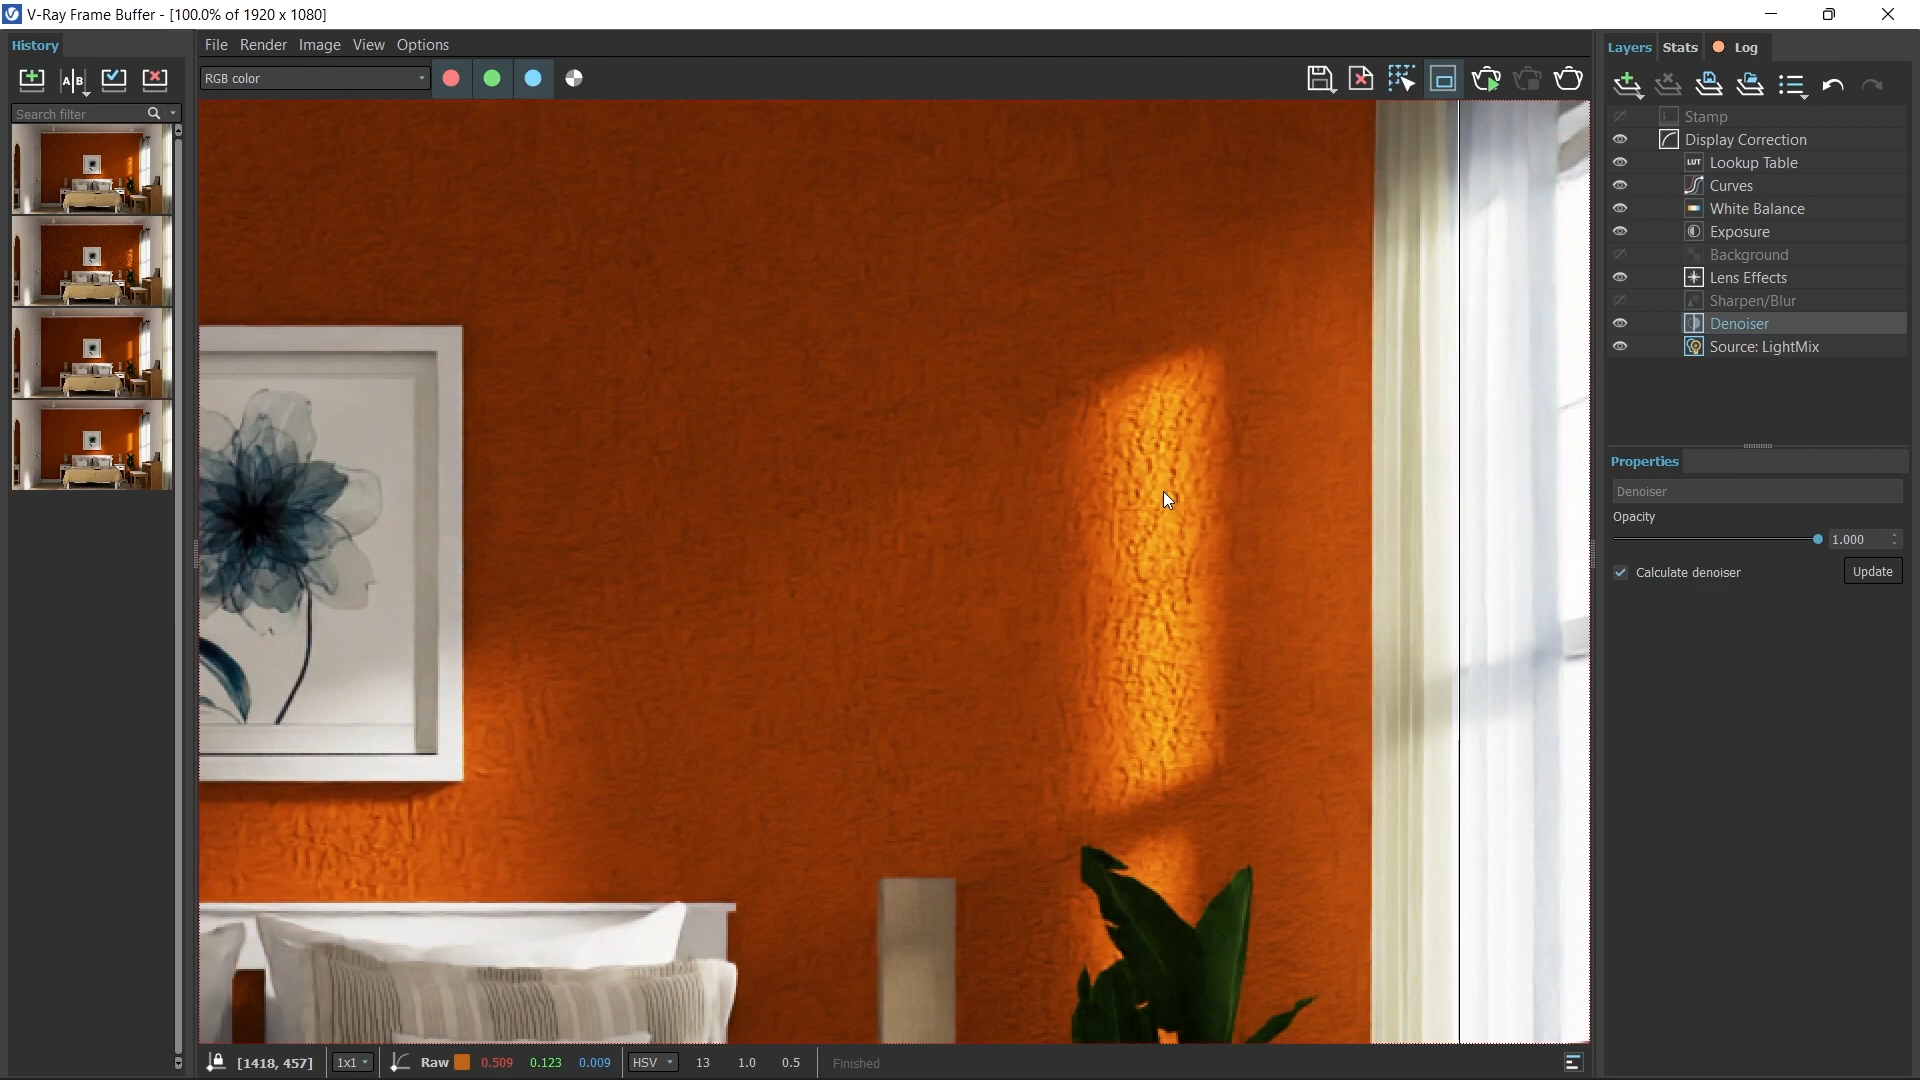 V-Ray Frame Buffer - [100.0% of 1920 x 1080]
History
File Render Image View Options
Layers Stats Log
A|B
RGB color
Search filter
Stamp
Display Correction
LUT Lookup Table
Curves
White Balance
Exposure
Background
Lens Effects
Sharpen/Blur
Denoiser
Source: LightMix
Properties
Denoiser
Opacity
1.000
Calculate denoiser Update
[1418, 457] 1x1 Raw 0.509 0.123 0.009 HSV 13 1.0 0.5 Finished